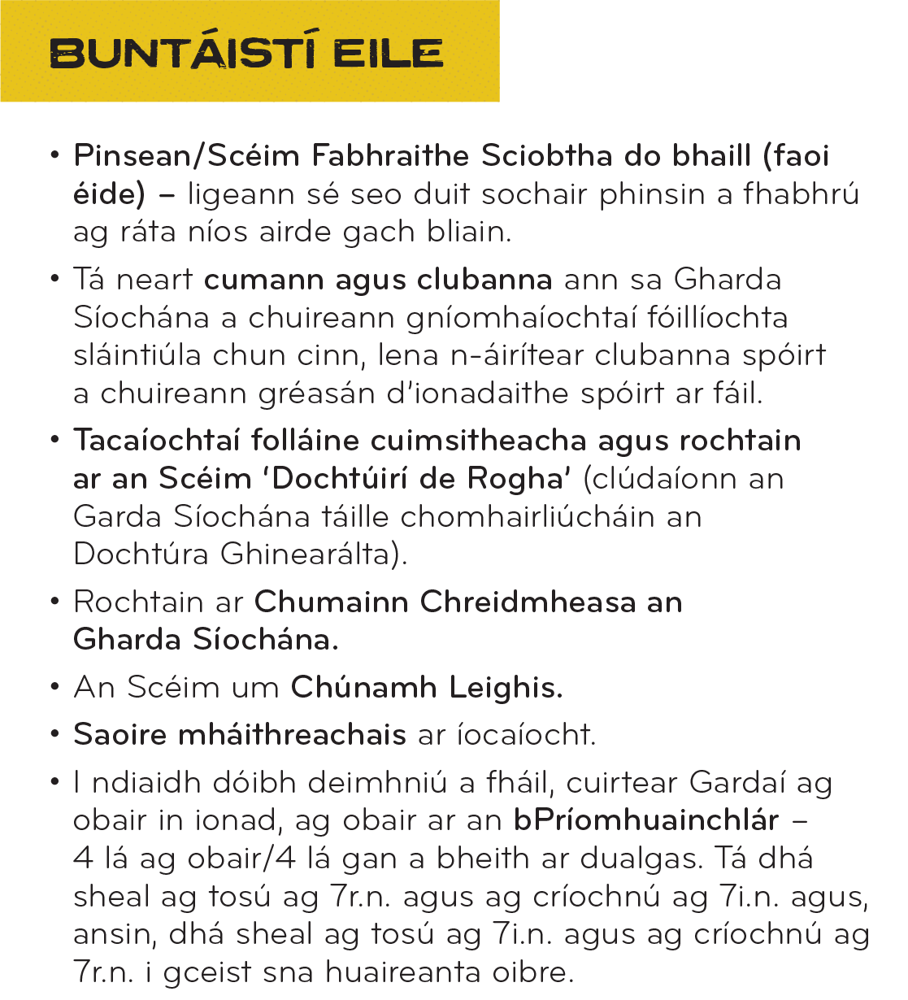 BUNTÁISTÍ EILE
• Pinsean/Scéim Fabhraithe Sciobtha do bhaill (faoi
éide) – ligeann sé seo duit sochair phinsin a fhabhrú
ag ráta níos airde gach bliain.
• Tá neart cumann agus clubanna ann sa Gharda
Síochána a chuireann gníomhaíochtaí fóillíochta
sláintiúla chun cinn, lena n-áirítear clubanna spóirt
a chuireann gréasán d’ionadaithe spóirt ar fáil.
• Tacaíochtaí folláine cuimsitheacha agus rochtain
ar an Scéim ‘Dochtúirí de Rogha’ (clúdaíonn an
Garda Síochána táille chomhairliúcháin an
Dochtúra Ghinearálta).
• Rochtain ar Chumainn Chreidmheasa an
Gharda Síochána.
• An Scéim um Chúnamh Leighis.
• Saoire mháithreachais ar íocaíocht.
• I ndiaidh dóibh deimhniú a fháil, cuirtear Gardaí ag
obair in ionad, ag obair ar an bPríomhuainchlár –
4 lá ag obair/4 lá gan a bheith ar dualgas. Tá dhá
sheal ag tosú ag 7r.n. agus ag críochnú ag 7i.n. agus,
ansin, dhá sheal ag tosú ag 7i.n. agus ag críochnú ag
7r.n. i gceist sna huaireanta oibre.